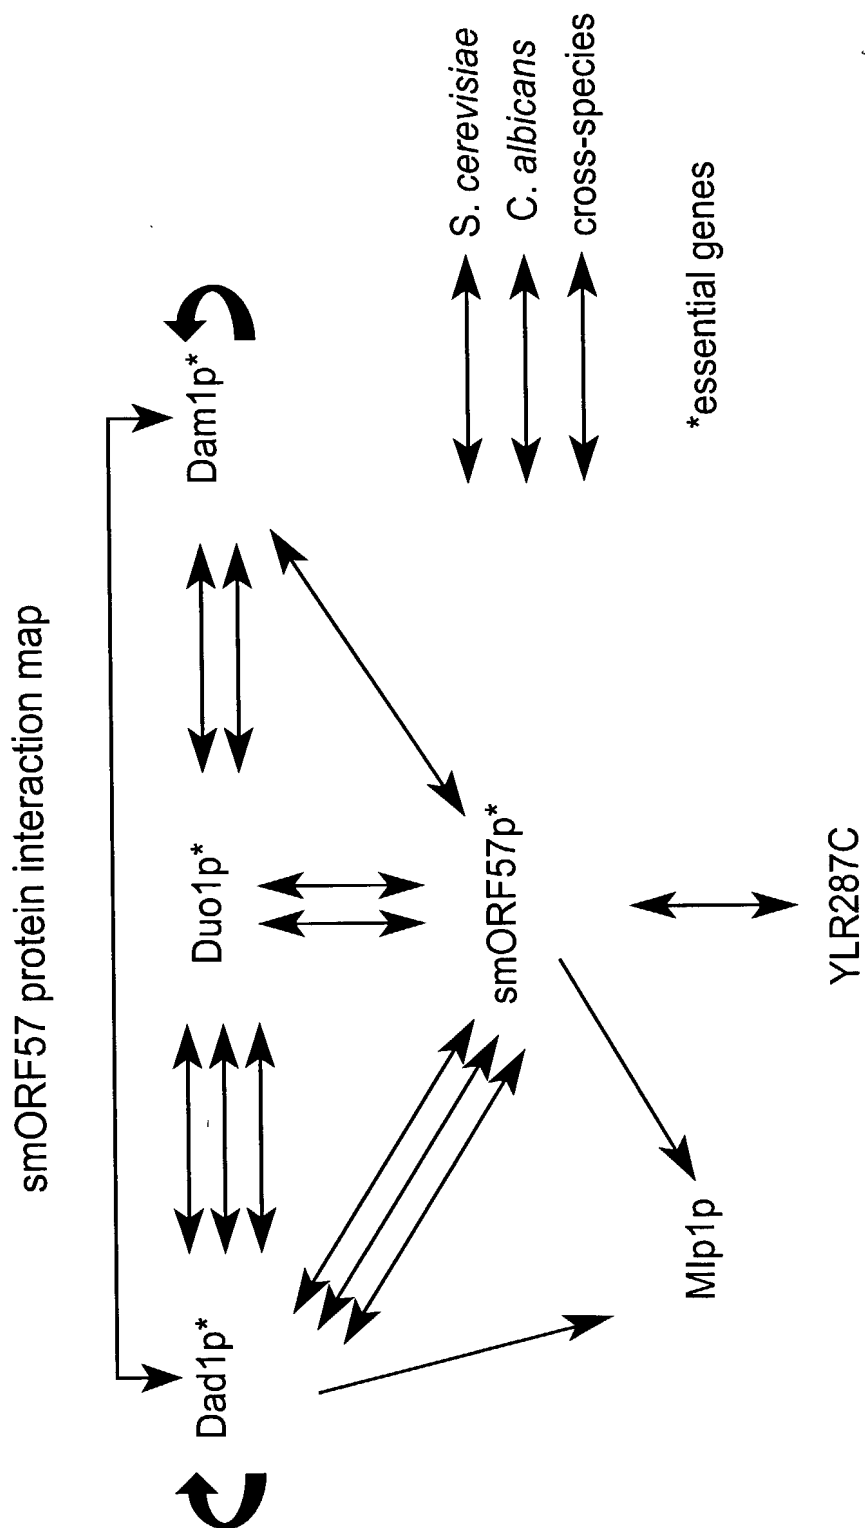 smORF57 protein interaction map
Dad1p*
Duo1p*
Dam1p*
smORF57p*
Mlp1p
YLR287C
S. cerevisiae
C. albicans
cross-species
*essential genes